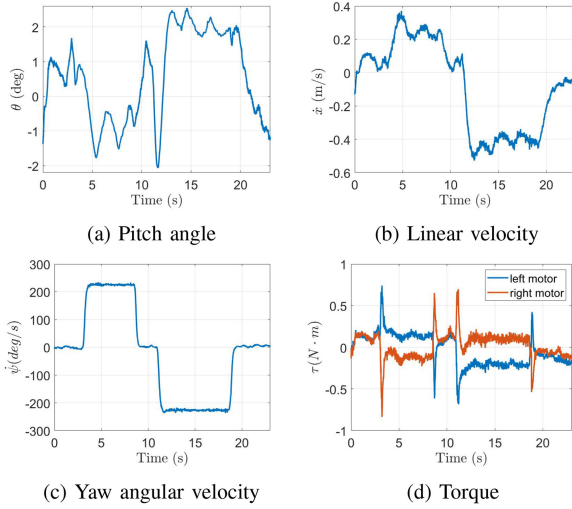 2
1
0
-1
-2
θ (deg)
0 5 10 15 20
Time (s)
(a) Pitch angle
0.4
0.2
0
-0.2
-0.4
-0.6
ẋ (m/s)
0 5 10 15 20
Time (s)
(b) Linear velocity
300
200
100
0
-100
-200
-300
ψ̇(deg/s)
0 5 10 15 20
Time (s)
(c) Yaw angular velocity
1
0.5
0
-0.5
-1
τ(N · m)
left motor
right motor
0 5 10 15 20
Time (s)
(d) Torque